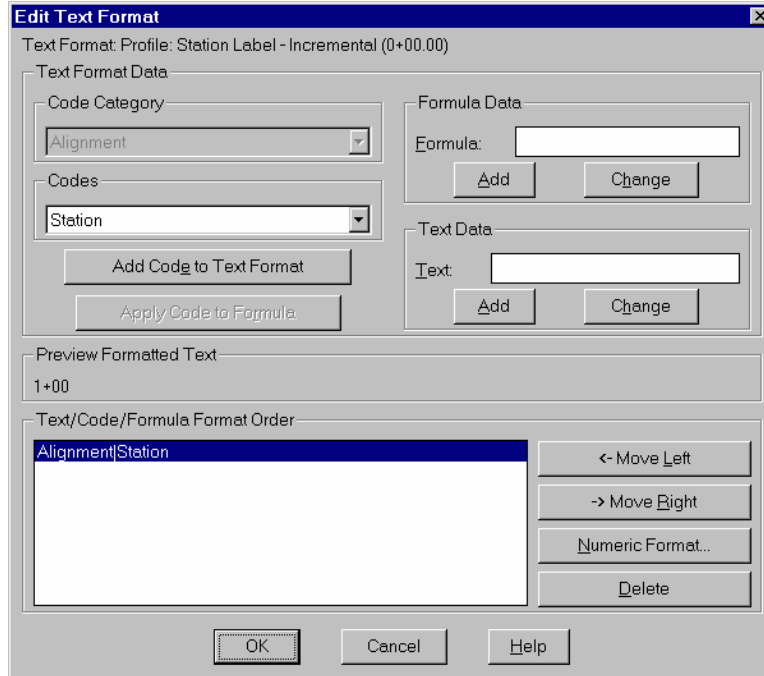 Edit Text Format
Text Format: Profile: Station Label - Incremental (0+00.00)
Text Format Data
Code Category
Alignment
Codes
Station
Add Code to Text Format
Apply Code to Formula
Formula Data
Formula:
Add
Change
Text Data
Text:
Add
Change
Preview Formatted Text
1+00
Text/Code/Formula Format Order
Alignment|Station
<- Move Left
-> Move Right
Numeric Format...
Delete
OK
Cancel
Help